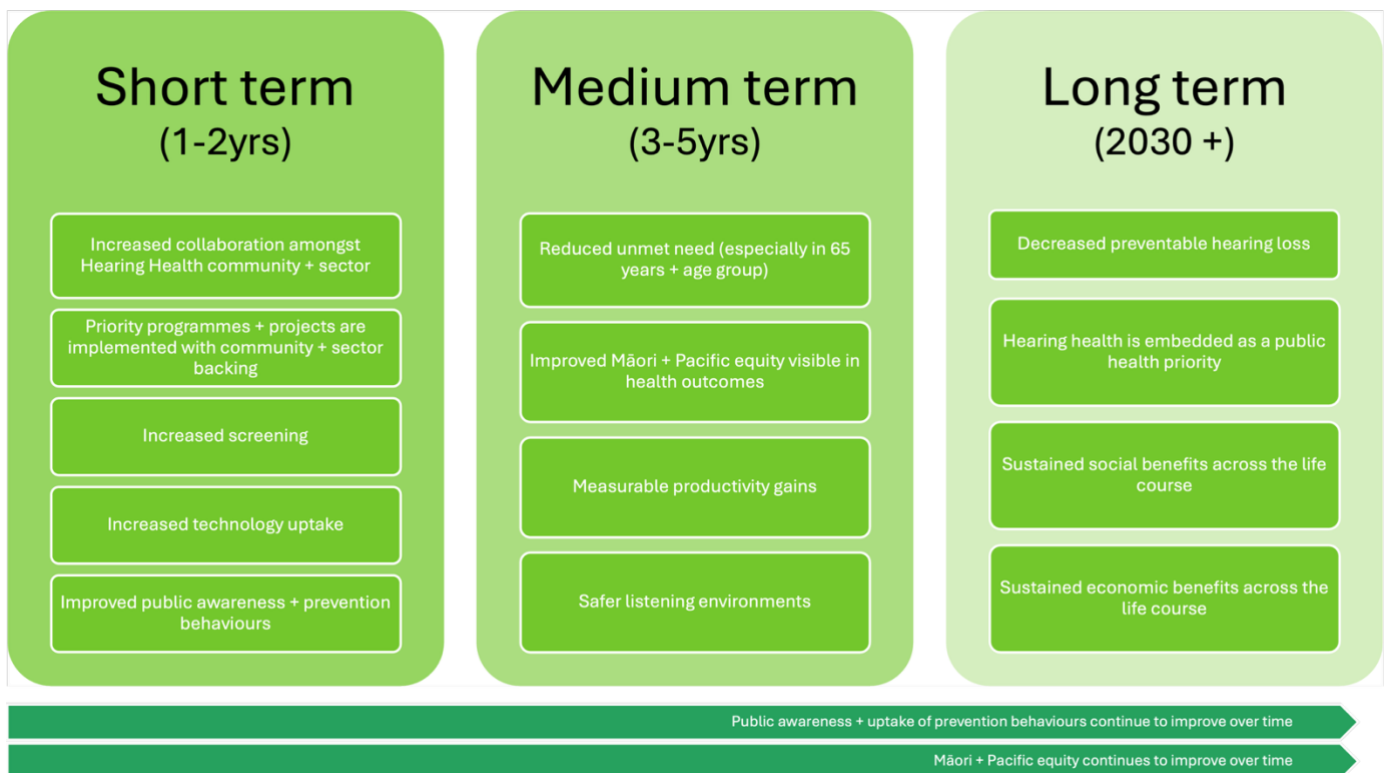 Short term
(1-2yrs)
Increased collaboration amongst
Hearing Health community + sector
Priority programmes + projects are
implemented with community + sector
backing
Increased screening
Increased technology uptake
Improved public awareness + prevention
behaviours
Medium term
(3-5yrs)
Reduced unmet need (especially in 65
years + age group)
Improved Māori + Pacific equity visible in
health outcomes
Measurable productivity gains
Safer listening environments
Long term
(2030 +)
Decreased preventable hearing loss
Hearing health is embedded as a public
health priority
Sustained social benefits across the life
course
Sustained economic benefits across the
life course
Public awareness + uptake of prevention behaviours continue to improve over time
Māori + Pacific equity continues to improve over time